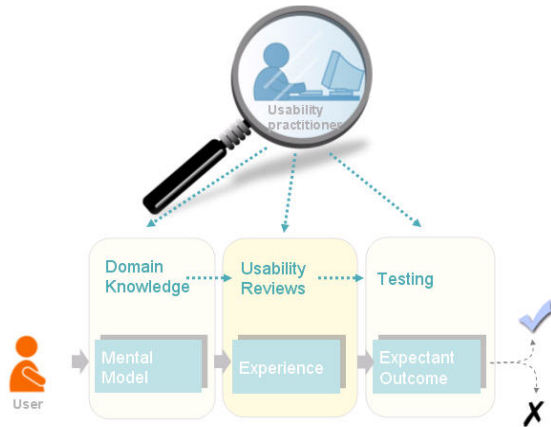 Usability
practitioner
Domain
Knowledge
Usability
Reviews
Testing
Mental
Model
Experience
Expectant
Outcome
User